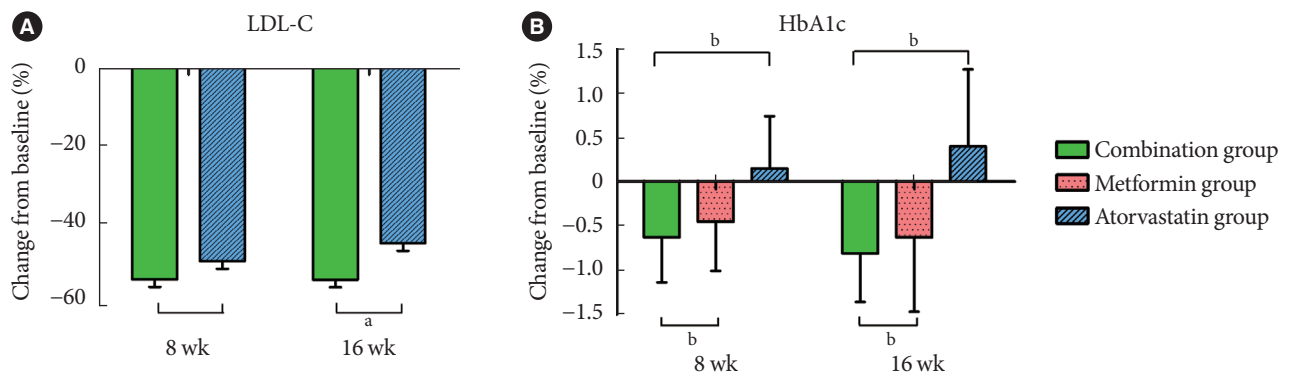 A
LDL-C
Change from baseline (%)
0
−20
−40
−60
a
8 wk
16 wk
B
HbA1c
Change from baseline (%)
1.5
1.0
0.5
0
−0.5
−1.0
−1.5
b
b
b
b
8 wk
16 wk
Combination group
Metformin group
Atorvastatin group